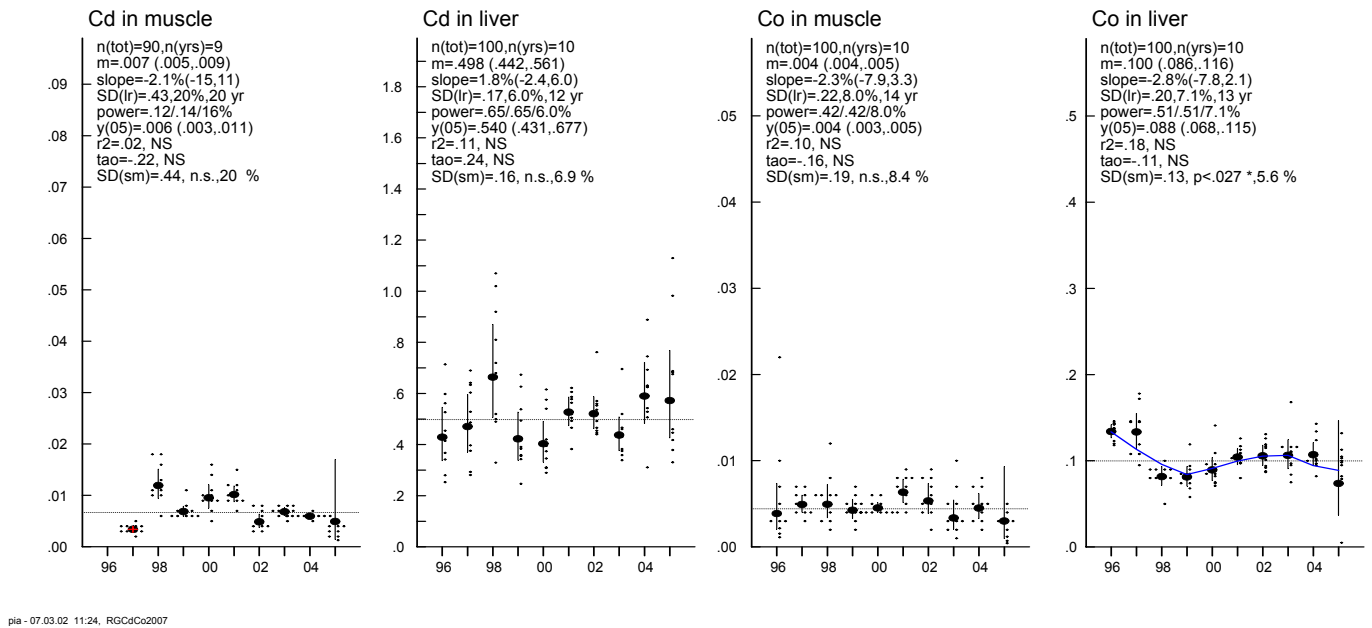 Cd in muscle
n(tot)=90,n(yrs)=9
m=.007 (.005,.009)
slope=-2.1%(-15,11)
SD(lr)=.43,20%,20 yr
power=.12/.14/16%
y(05)=.006 (.003,.011)
r2=.02, NS
tao=-.22, NS
SD(sm)=.44, n.s.,20 %
.09
.08
.07
.06
.05
.04
.03
.02
.01
.00
96 98 00 02 04
Cd in liver
n(tot)=100,n(yrs)=10
m=.498 (.442,.561)
slope=1.8%(-2.4,6.0)
SD(lr)=.17,6.0%,12 yr
power=.65/.65/6.0%
y(05)=.540 (.431,.677)
r2=.11, NS
tao=.24, NS
SD(sm)=.16, n.s.,6.9 %
1.8
1.6
1.4
1.2
1.0
.8
.6
.4
.2
.0
96 98 00 02 04
Co in muscle
n(tot)=100,n(yrs)=10
m=.004 (.004,.005)
slope=-2.3%(-7.9,3.3)
SD(lr)=.22,8.0%,14 yr
power=.42/.42/8.0%
y(05)=.004 (.003,.005)
r2=.10, NS
tao=-.16, NS
SD(sm)=.19, n.s.,8.4 %
.05
.04
.03
.02
.01
.00
96 98 00 02 04
Co in liver
n(tot)=100,n(yrs)=10
m=.100 (.086,.116)
slope=-2.8%(-7.8,2.1)
SD(lr)=.20,7.1%,13 yr
power=.51/.51/7.1%
y(05)=.088 (.068,.115)
r2=.18, NS
tao=-.11, NS
SD(sm)=.13, p<.027 *,5.6 %
.5
.4
.3
.2
.1
.0
96 98 00 02 04
pia - 07.03.02 11:24, RGCdCo2007